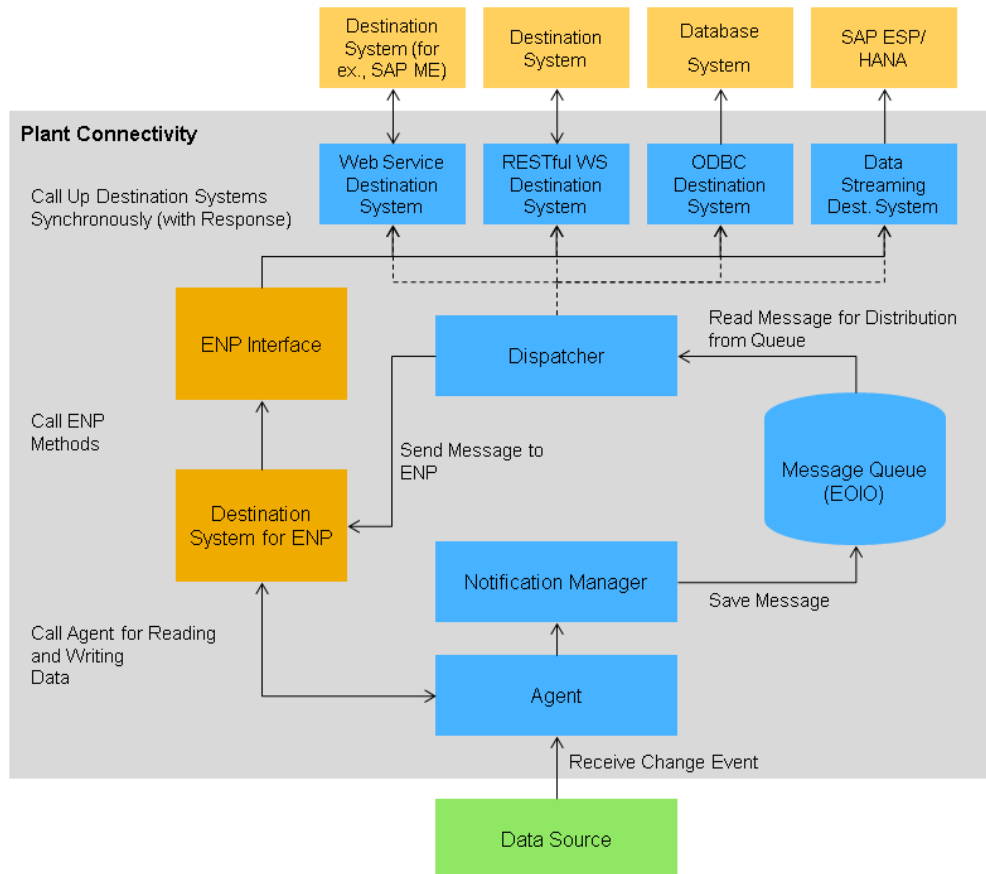 Destination
System (for
ex., SAP ME)
Destination
System
Database
System
SAP ESP/
HANA
Plant Connectivity
Call Up Destination Systems
Synchronously (with Response)
Web Service
Destination
System
RESTful WS
Destination
System
ODBC
Destination
System
Data
Streaming
Dest. System
ENP Interface
Dispatcher
Read Message for Distribution
from Queue
Call ENP
Methods
Send Message to
ENP
Message Queue
(EOIO)
Destination
System for ENP
Notification Manager
Save Message
Call Agent for Reading
and Writing
Data
Agent
Receive Change Event
Data Source